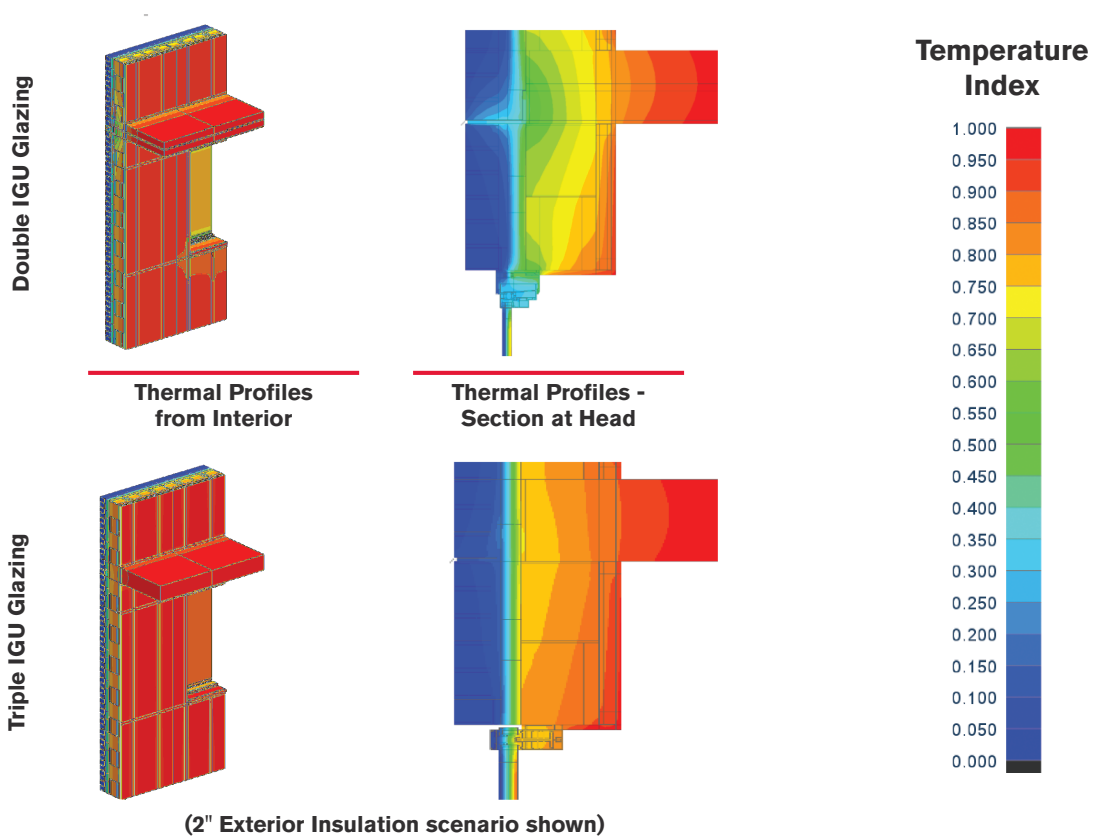 Double IGU Glazing
Thermal Profiles
from Interior
Thermal Profiles -
Section at Head
Triple IGU Glazing
(2" Exterior Insulation scenario shown)
Temperature
Index
1.000
0.950
0.900
0.850
0.800
0.750
0.700
0.650
0.600
0.550
0.500
0.450
0.400
0.350
0.300
0.250
0.200
0.150
0.100
0.050
0.000